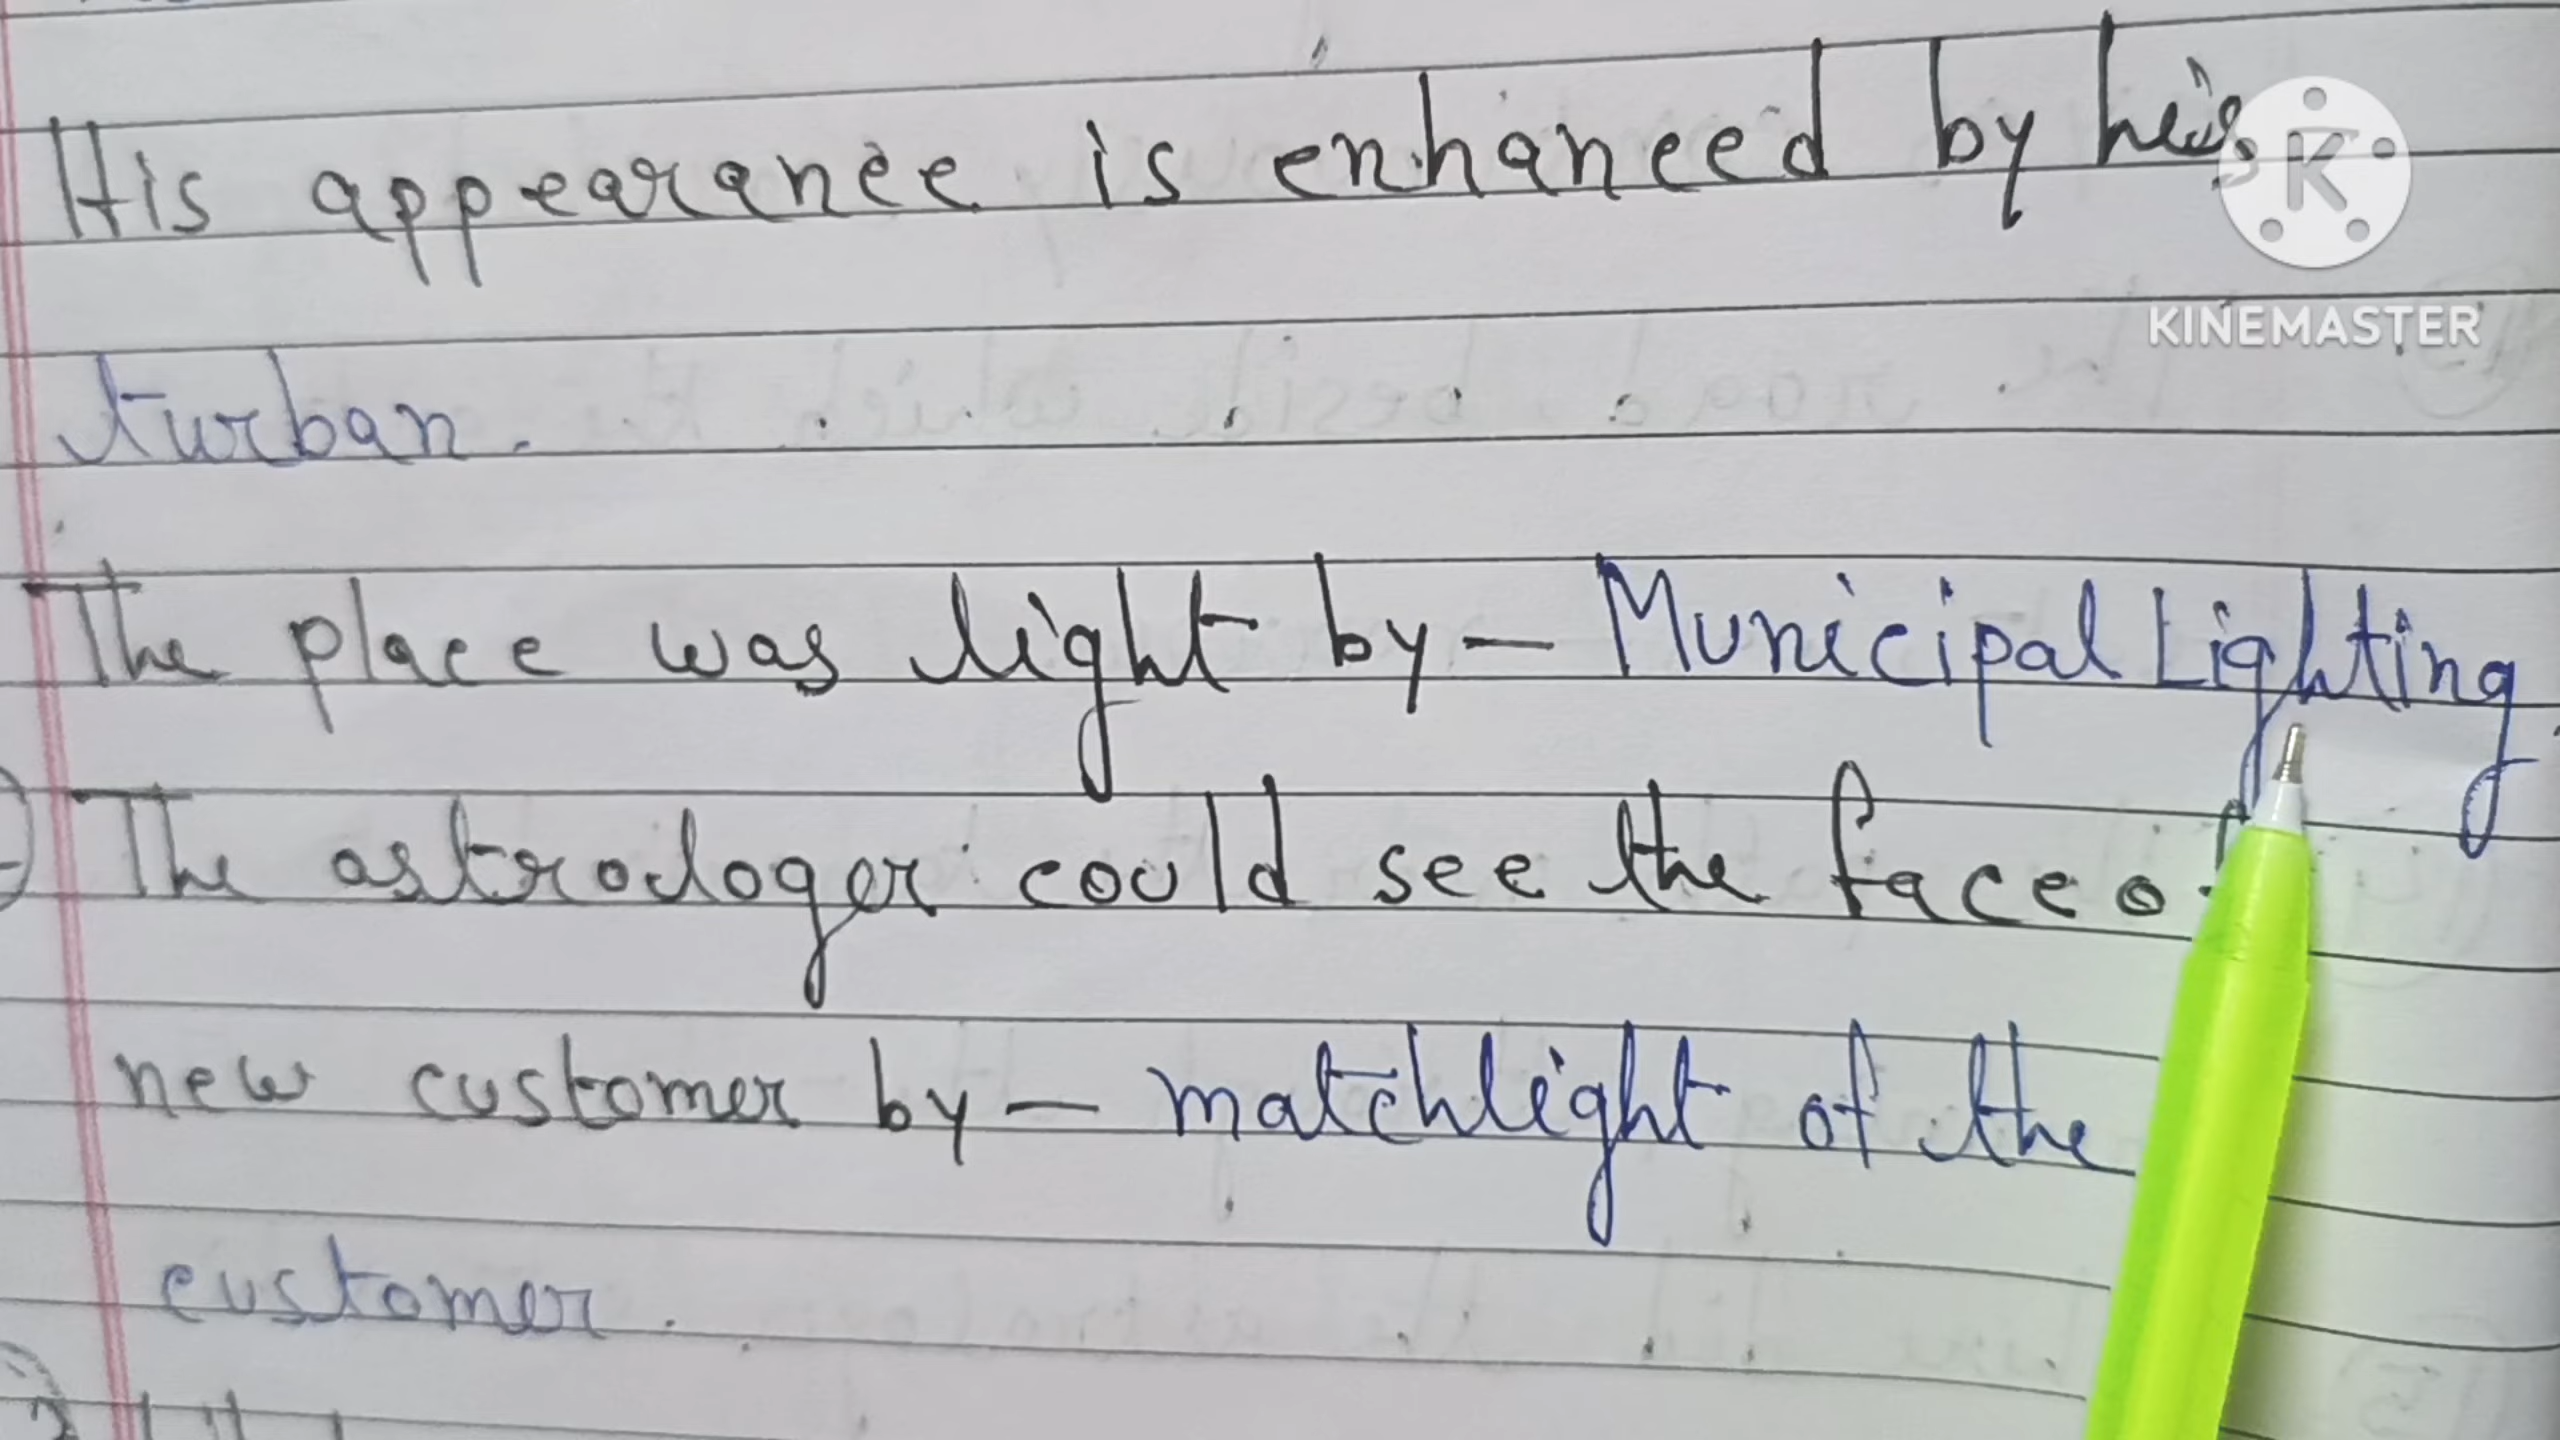 His appearance is enhanced by his
KINEMASTER
turban.
The place was light by — Municipal Lighting
The astrologer could see the face of
new customer by — matchlight of the
customer.